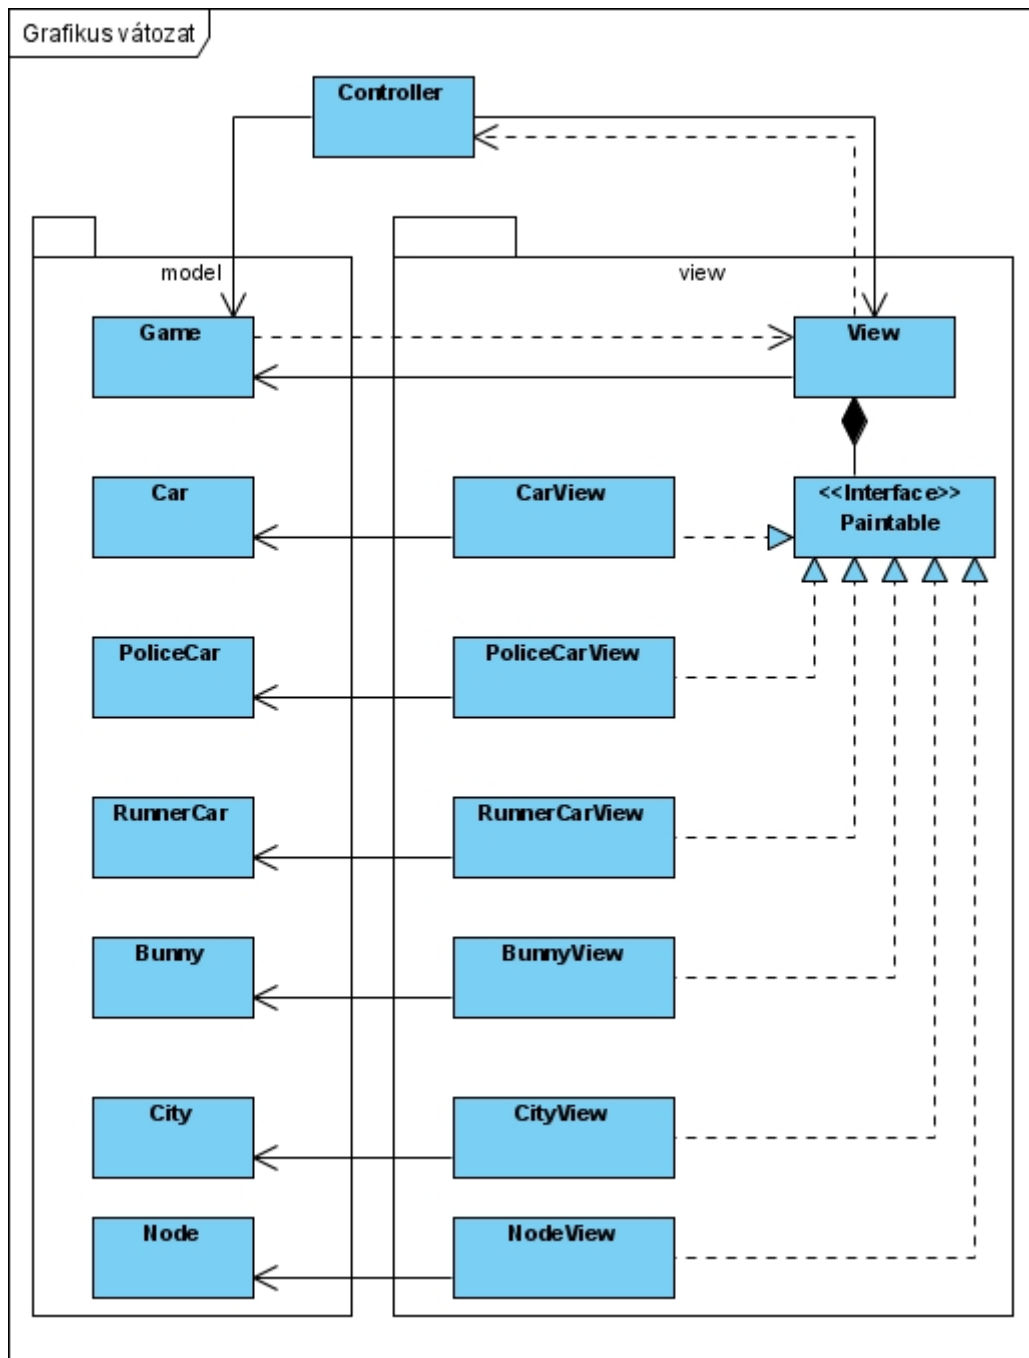 Grafikus vátozat
Controller
model
view
Game
View
Car
CarView
<<Interface>>
Paintable
PoliceCar
PoliceCarView
RunnerCar
RunnerCarView
Bunny
BunnyView
City
CityView
Node
NodeView